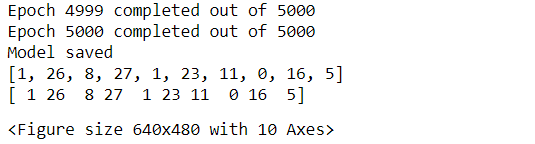 Epoch 4999 completed out of 5000
Epoch 5000 completed out of 5000
Model saved
[1, 26, 8, 27, 1, 23, 11, 0, 16, 5]
[ 1 26  8 27  1 23 11  0 16  5]
<Figure size 640x480 with 10 Axes>